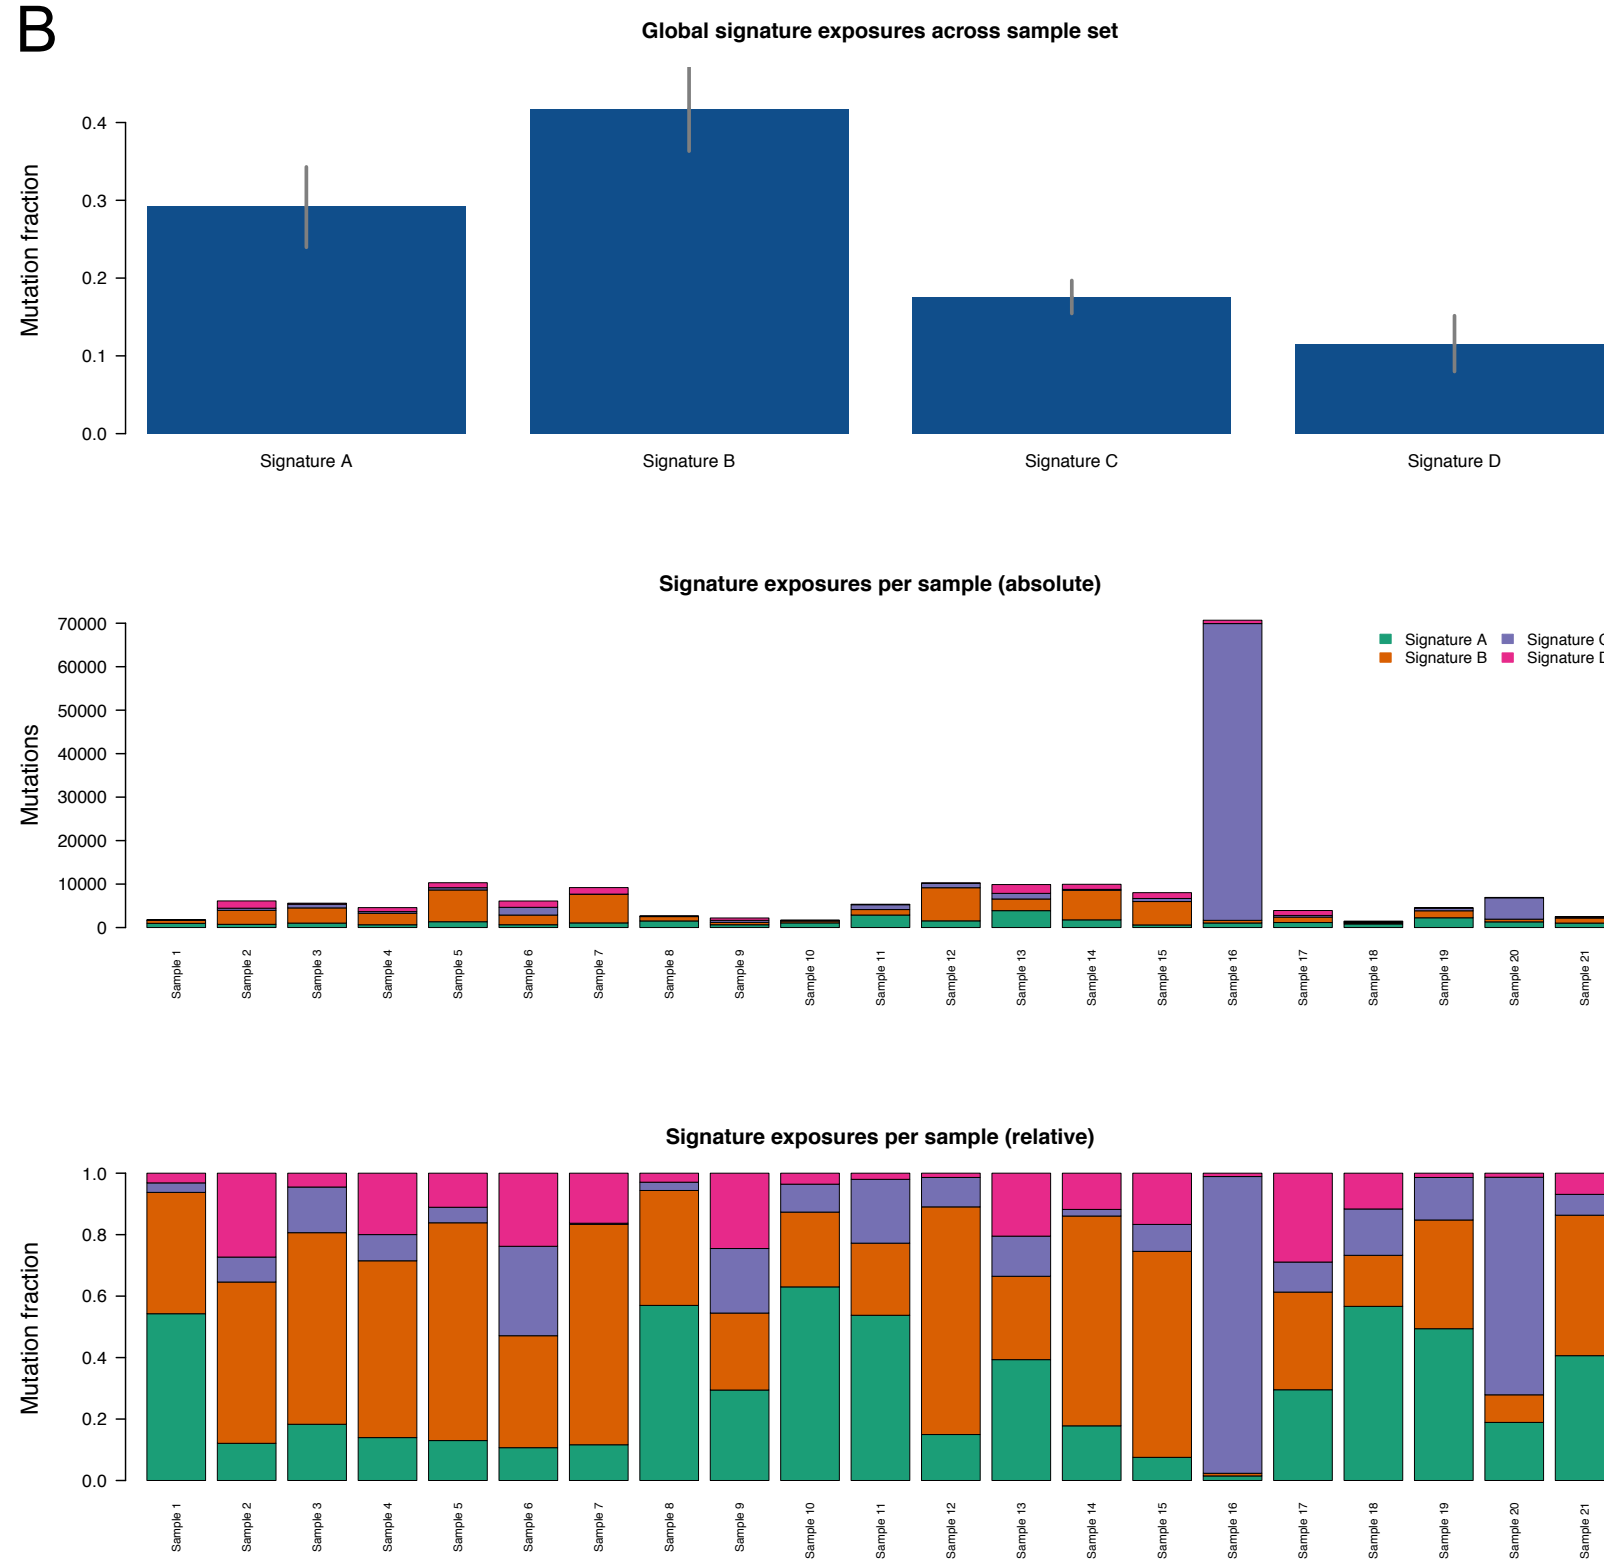 B
Global signature exposures across sample set
Mutation fraction
0.4
0.3
0.2
0.1
0.0
Signature A Signature B Signature C Signature D
Signature exposures per sample (absolute)
Mutations
70000
60000
50000
40000
30000
20000
10000
0
Signature A Signature C
Signature B Signature D
Sample 1 Sample 2 Sample 3 Sample 4 Sample 5 Sample 6 Sample 7 Sample 8 Sample 9 Sample 10 Sample 11 Sample 12 Sample 13 Sample 14 Sample 15 Sample 16 Sample 17 Sample 18 Sample 19 Sample 20 Sample 21
Signature exposures per sample (relative)
Mutation fraction
1.0
0.8
0.6
0.4
0.2
0.0
Sample 1 Sample 2 Sample 3 Sample 4 Sample 5 Sample 6 Sample 7 Sample 8 Sample 9 Sample 10 Sample 11 Sample 12 Sample 13 Sample 14 Sample 15 Sample 16 Sample 17 Sample 18 Sample 19 Sample 20 Sample 21